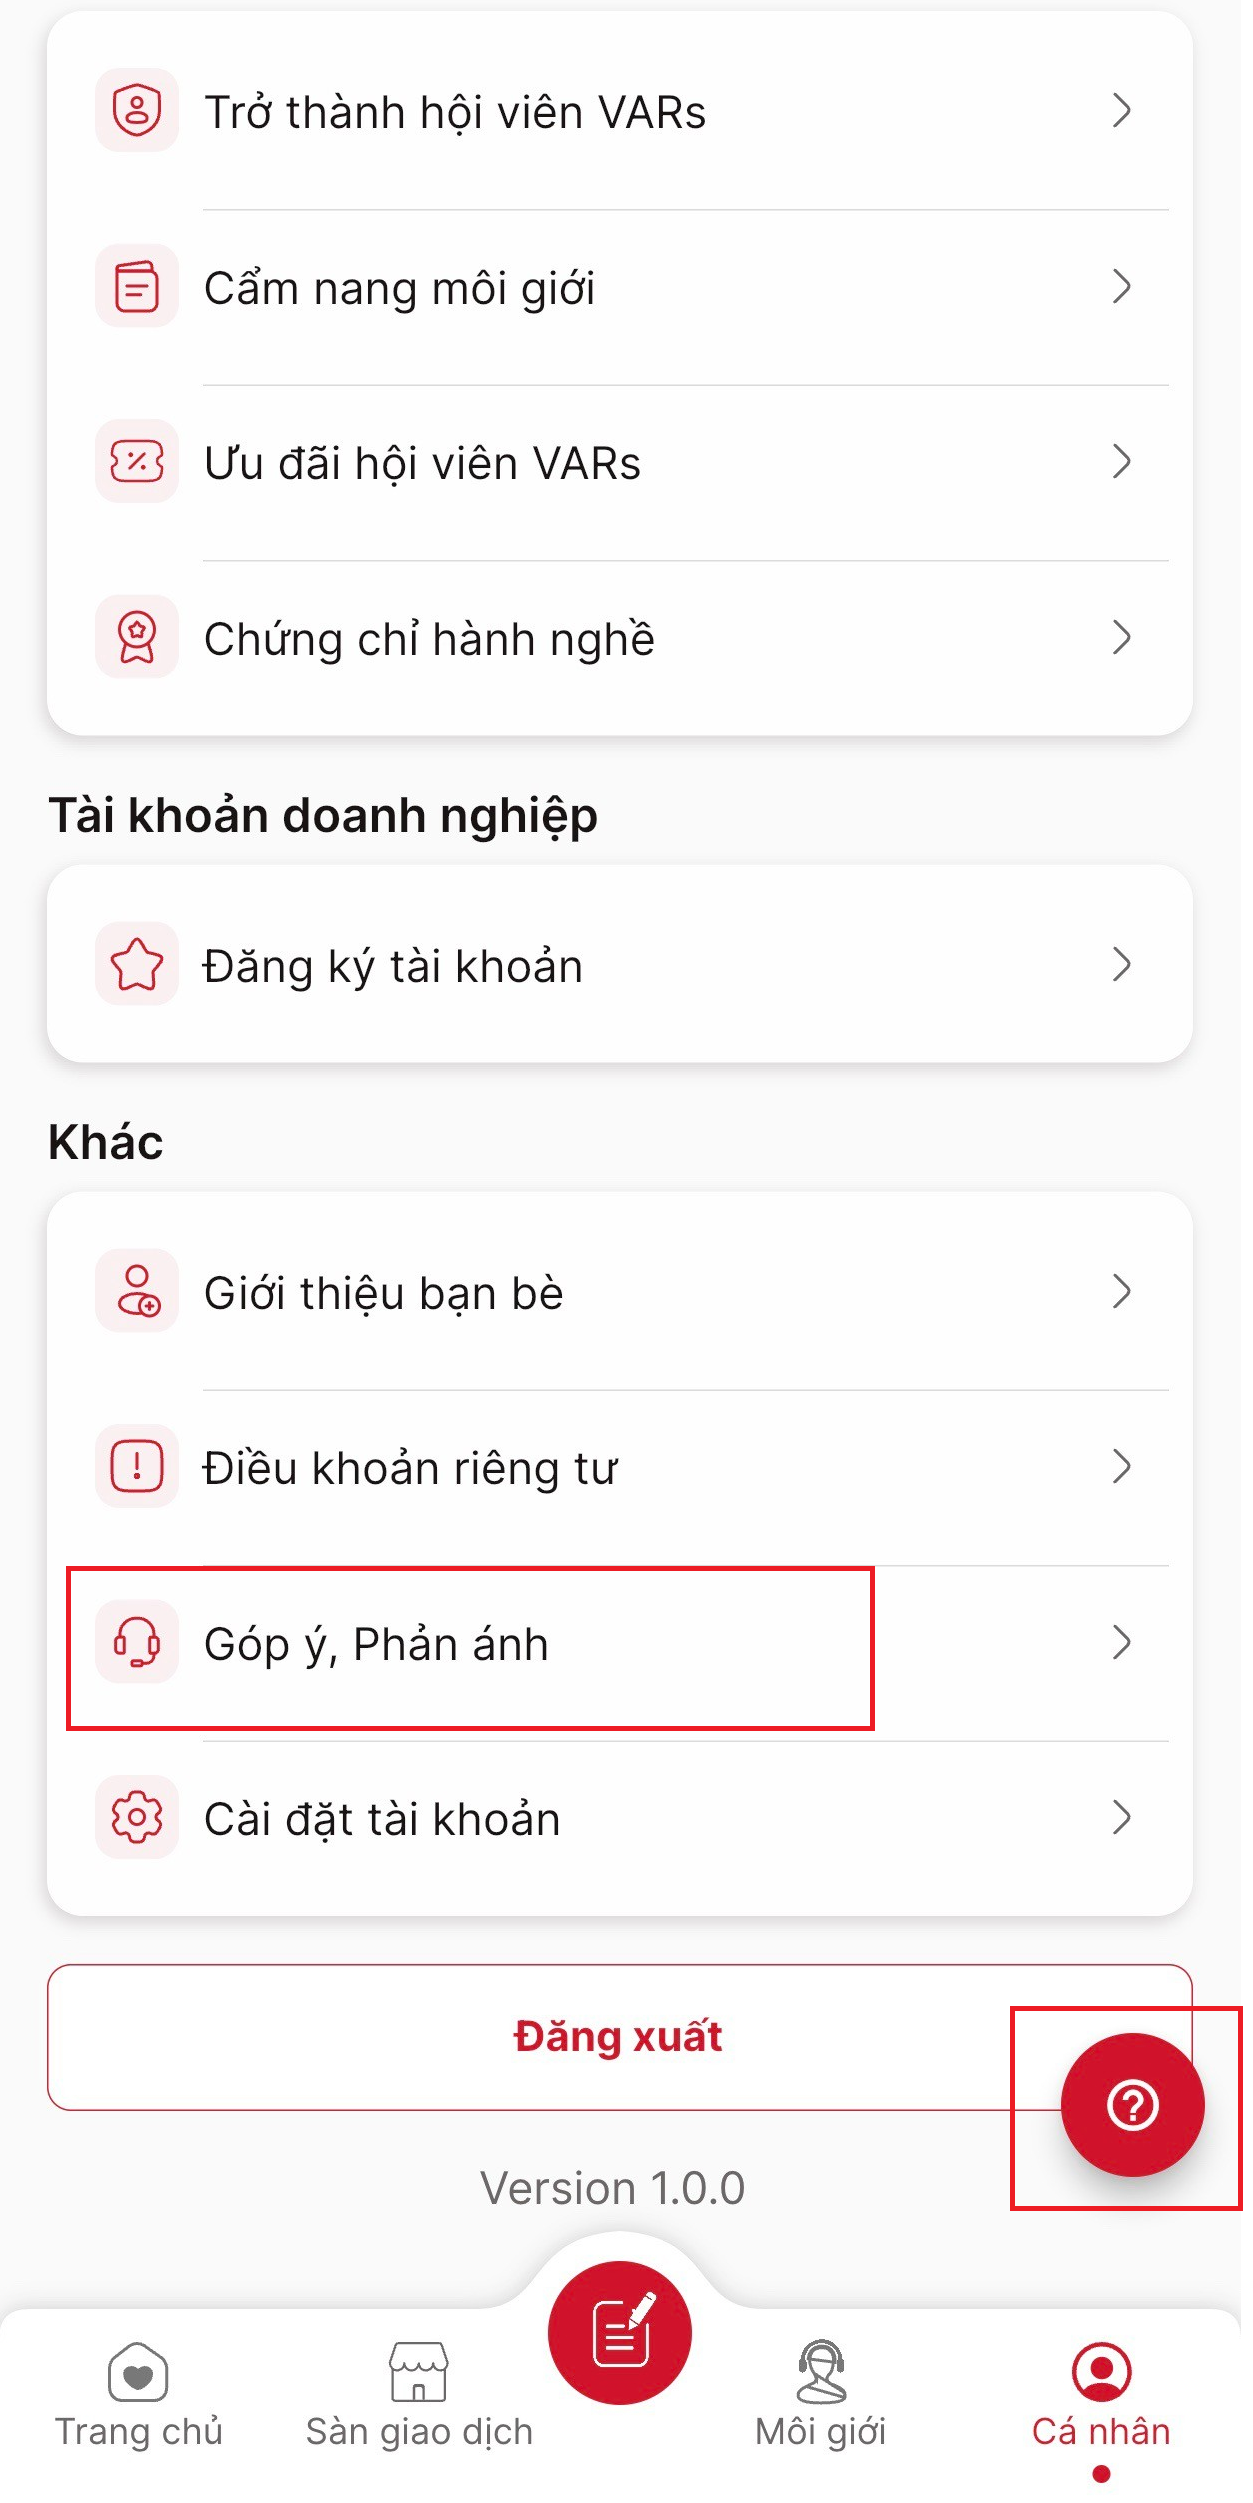 Trở thành hội viên VARs
Cẩm nang môi giới
Ưu đãi hội viên VARs
Chứng chỉ hành nghề
Tài khoản doanh nghiệp
Đăng ký tài khoản
Khác
Giới thiệu bạn bè
Điều khoản riêng tư
Góp ý, Phản ánh
Cài đặt tài khoản
Đăng xuất
Version 1.0.0
Trang chủ
Sàn giao dịch
Môi giới
Cá nhân